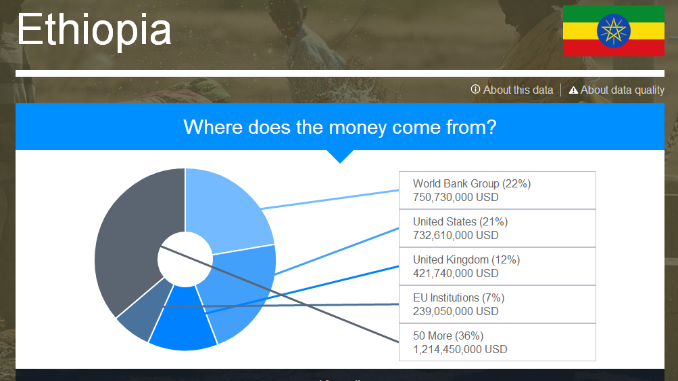 Ethiopia
About this data
About data quality
Where does the money come from?
World Bank Group (22%)
750,730,000 USD
United States (21%)
732,610,000 USD
United Kingdom (12%)
421,740,000 USD
EU Institutions (7%)
239,050,000 USD
50 More (36%)
1,214,450,000 USD